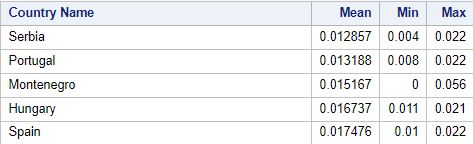 Country Name Mean Min Max
Serbia 0.012857 0.004 0.022
Portugal 0.013188 0.008 0.022
Montenegro 0.015167 0 0.056
Hungary 0.016737 0.011 0.021
Spain 0.017476 0.01 0.022